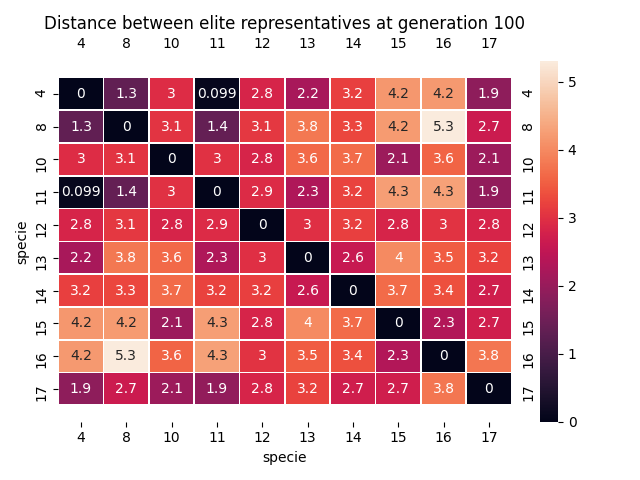 Distance between elite representatives at generation 100
4 8 10 11 12 13 14 15 16 17
4 0 1.3 3 0.099 2.8 2.2 3.2 4.2 4.2 1.9 4
8 1.3 0 3.1 1.4 3.1 3.8 3.3 4.2 5.3 2.7 8
10 3 3.1 0 3 2.8 3.6 3.7 2.1 3.6 2.1 10
11 0.099 1.4 3 0 2.9 2.3 3.2 4.3 4.3 1.9 11
12 2.8 3.1 2.8 2.9 0 3 3.2 2.8 3 2.8 12
13 2.2 3.8 3.6 2.3 3 0 2.6 4 3.5 3.2 13
14 3.2 3.3 3.7 3.2 3.2 2.6 0 3.7 3.4 2.7 14
15 4.2 4.2 2.1 4.3 2.8 4 3.7 0 2.3 2.7 15
16 4.2 5.3 3.6 4.3 3 3.5 3.4 2.3 0 3.8 16
17 1.9 2.7 2.1 1.9 2.8 3.2 2.7 2.7 3.8 0 17
4 8 10 11 12 13 14 15 16 17
specie
specie
5
4
3
2
1
0